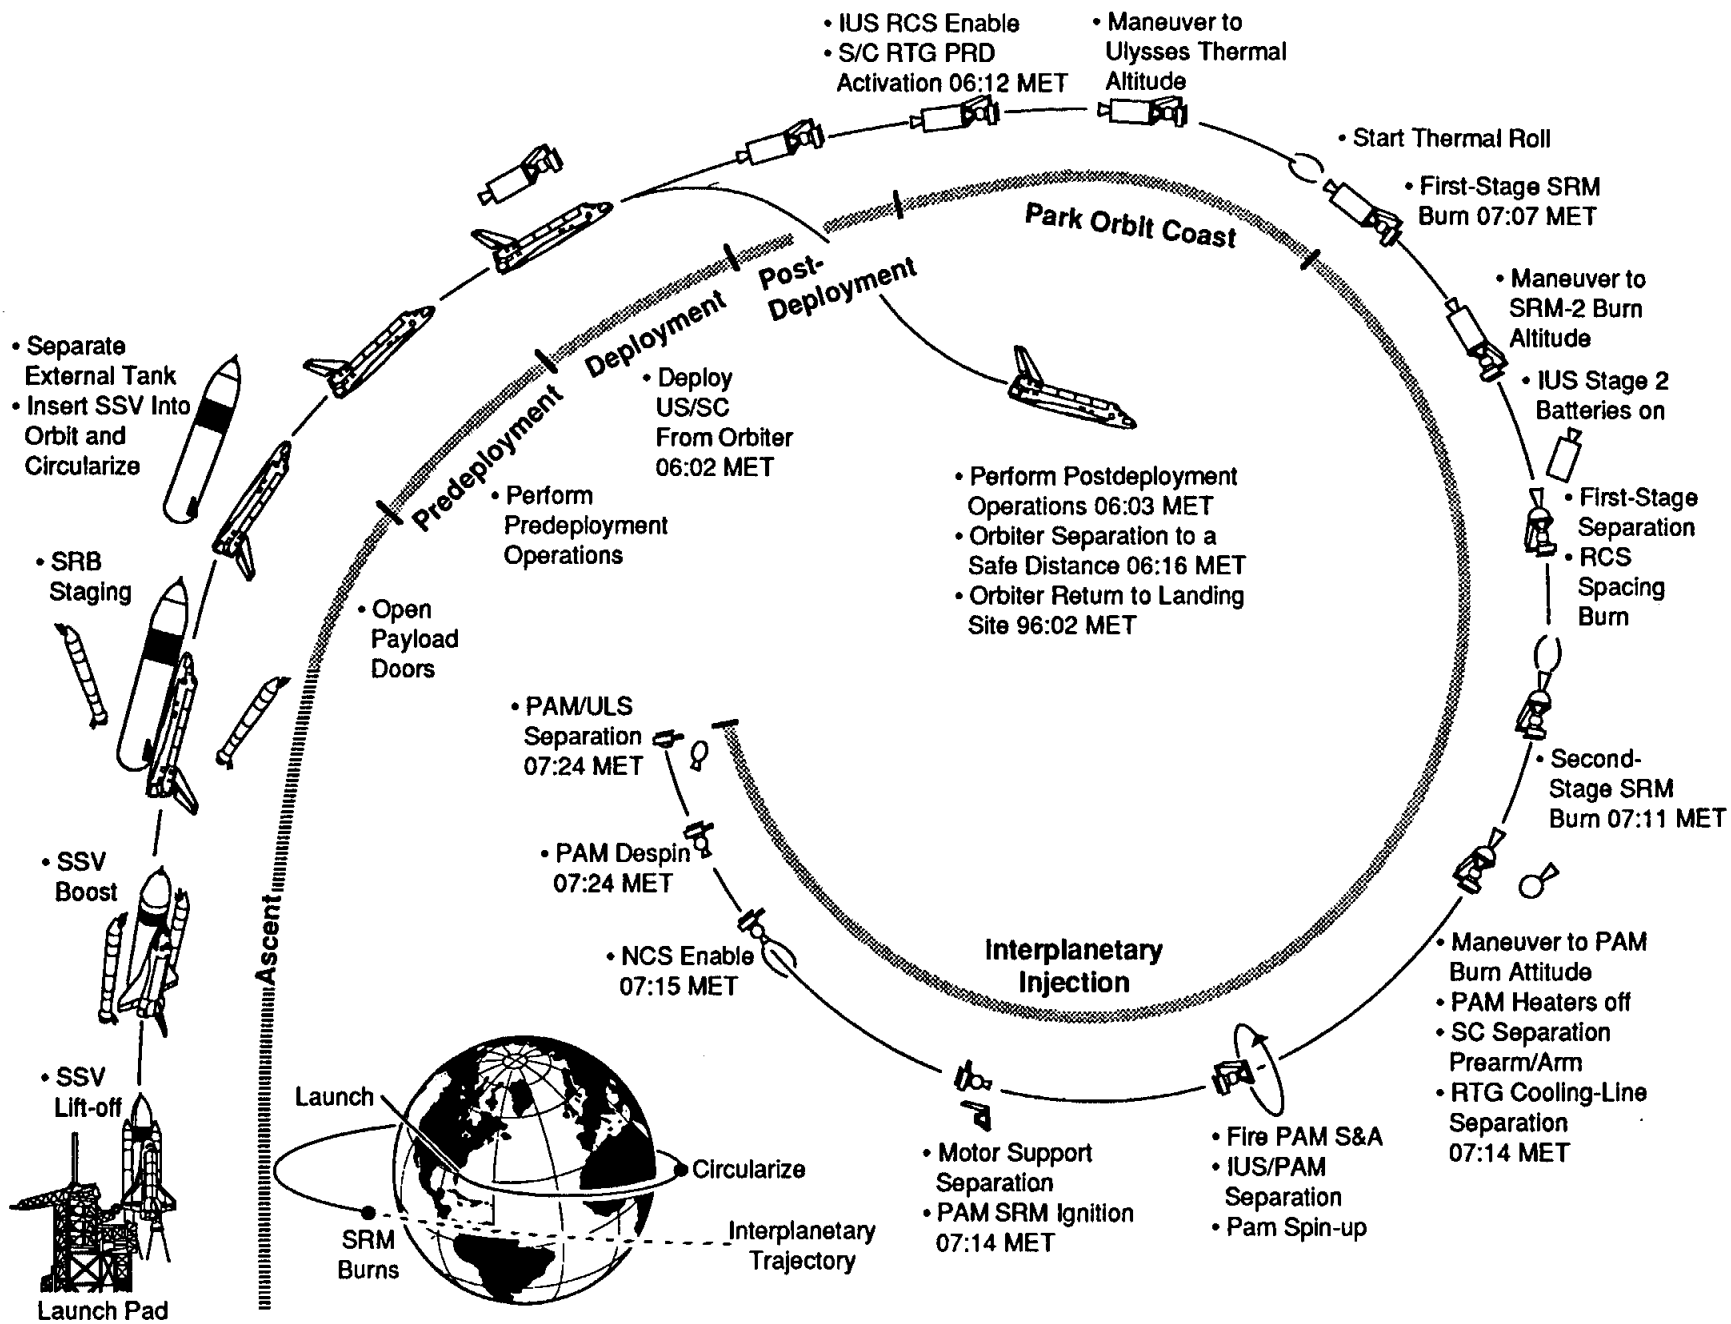 • IUS RCS Enable
• S/C RTG PRD
Activation 06:12 MET
• Maneuver to
Ulysses Thermal
Altitude
• Start Thermal Roll
• First-Stage SRM
Burn 07:07 MET
• Maneuver to
SRM-2 Burn
Altitude
• IUS Stage 2
Batteries on
• First-Stage
Separation
• RCS
Spacing
Burn
• Second-
Stage SRM
Burn 07:11 MET
• Maneuver to PAM
Burn Attitude
• PAM Heaters off
• SC Separation
Prearm/Arm
• RTG Cooling-Line
Separation
07:14 MET
• Fire PAM S&A
• IUS/PAM
Separation
• Pam Spin-up
• Motor Support
Separation
• PAM SRM Ignition
07:14 MET
• NCS Enable
07:15 MET
• PAM Despin
07:24 MET
• PAM/ULS
Separation
07:24 MET
Park Orbit Coast
Post-
Deployment
Deployment
Predeployment
Ascent
Interplanetary
Injection
• Deploy
US/SC
From Orbiter
06:02 MET
• Perform
Predeployment
Operations
• Open
Payload
Doors
• Perform Postdeployment
Operations 06:03 MET
• Orbiter Separation to a
Safe Distance 06:16 MET
• Orbiter Return to Landing
Site 96:02 MET
• Separate
External Tank
• Insert SSV Into
Orbit and
Circularize
• SRB
Staging
• SSV
Boost
• SSV
Lift-off
Launch Pad
Launch
Circularize
SRM
Burns
Interplanetary
Trajectory